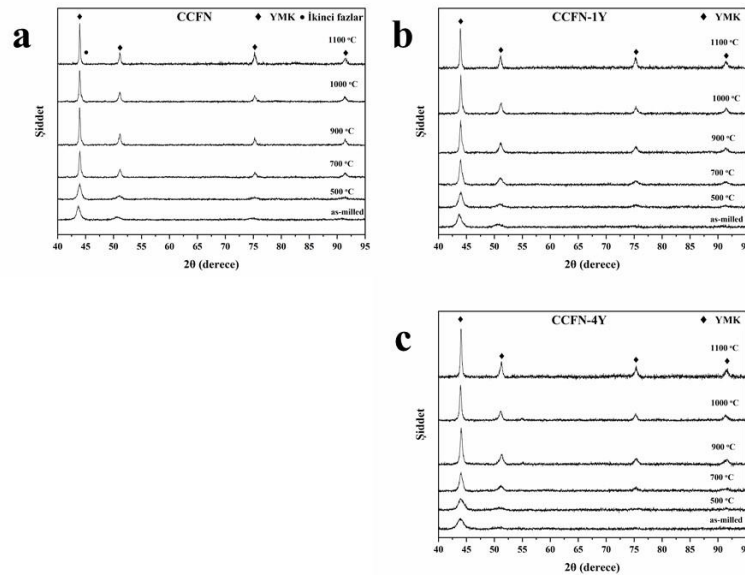 a
CCFN
◆ YMK ● İkinci fazlar
1100 °C
1000 °C
900 °C
700 °C
500 °C
as-milled
Şiddet
40 45 50 55 60 65 70 75 80 85 90 95
2θ (derece)
b
CCFN-1Y
◆ YMK
1100 °C
1000 °C
900 °C
700 °C
500 °C
as-milled
Şiddet
40 45 50 55 60 65 70 75 80 85 90 95
2θ (derece)
c
CCFN-4Y
◆ YMK
1100 °C
1000 °C
900 °C
700 °C
500 °C
as-milled
Şiddet
40 45 50 55 60 65 70 75 80 85 90 95
2θ (derece)